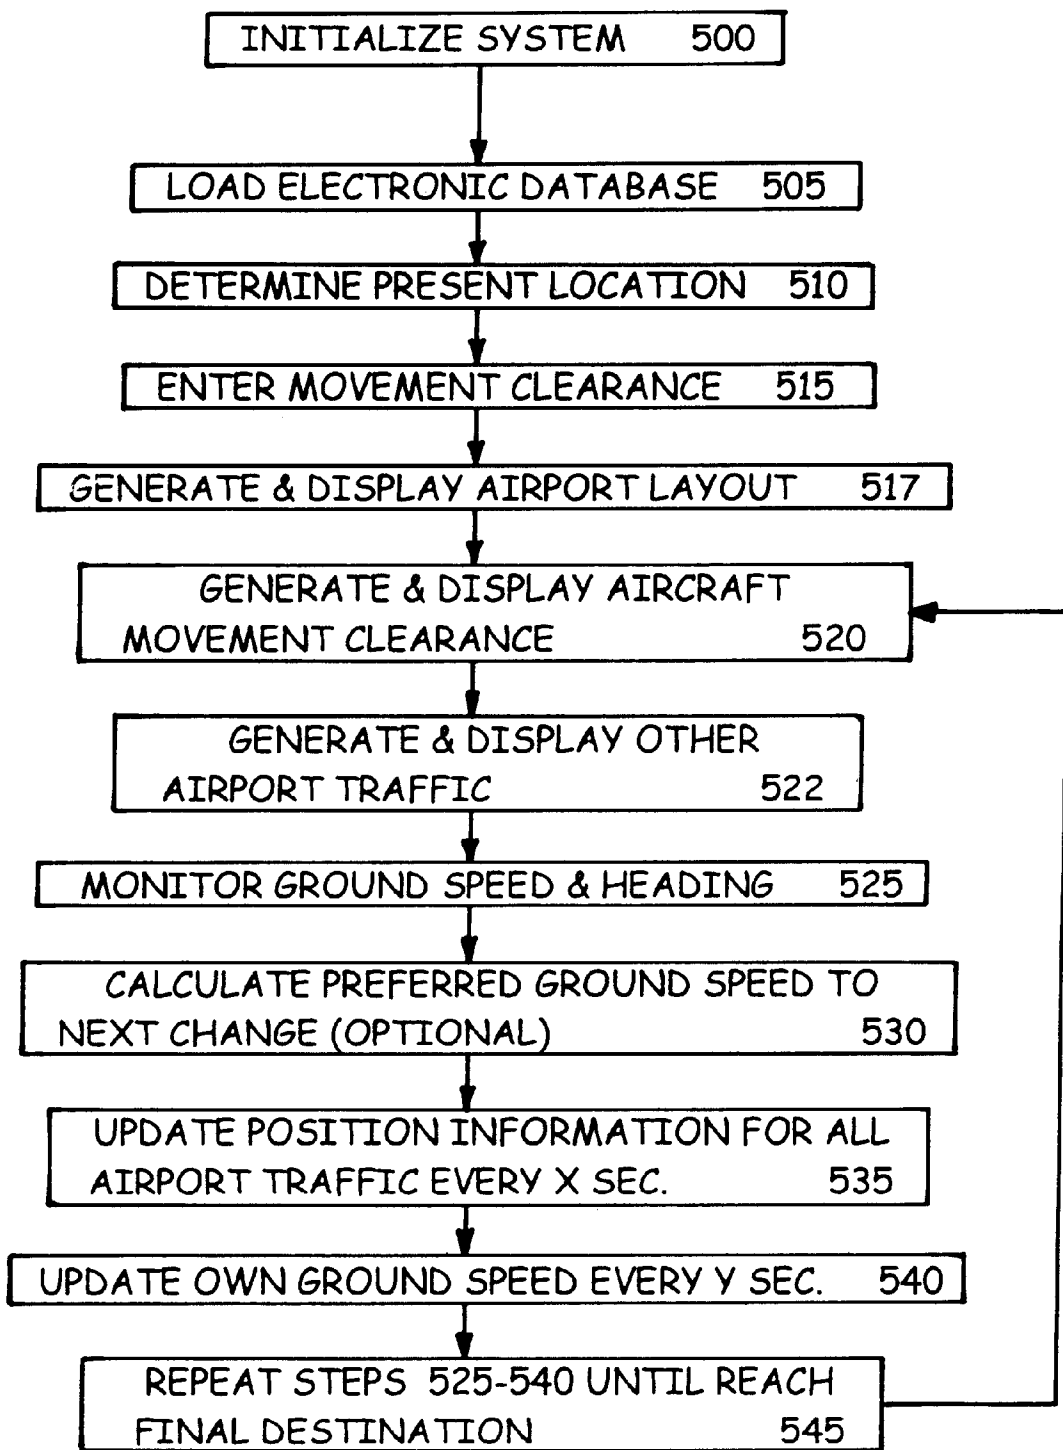 INITIALIZE SYSTEM 500
LOAD ELECTRONIC DATABASE 505
DETERMINE PRESENT LOCATION 510
ENTER MOVEMENT CLEARANCE 515
GENERATE & DISPLAY AIRPORT LAYOUT 517
GENERATE & DISPLAY AIRCRAFT
MOVEMENT CLEARANCE 520
GENERATE & DISPLAY OTHER
AIRPORT TRAFFIC 522
MONITOR GROUND SPEED & HEADING 525
CALCULATE PREFERRED GROUND SPEED TO
NEXT CHANGE (OPTIONAL) 530
UPDATE POSITION INFORMATION FOR ALL
AIRPORT TRAFFIC EVERY X SEC. 535
UPDATE OWN GROUND SPEED EVERY Y SEC. 540
REPEAT STEPS 525-540 UNTIL REACH
FINAL DESTINATION 545